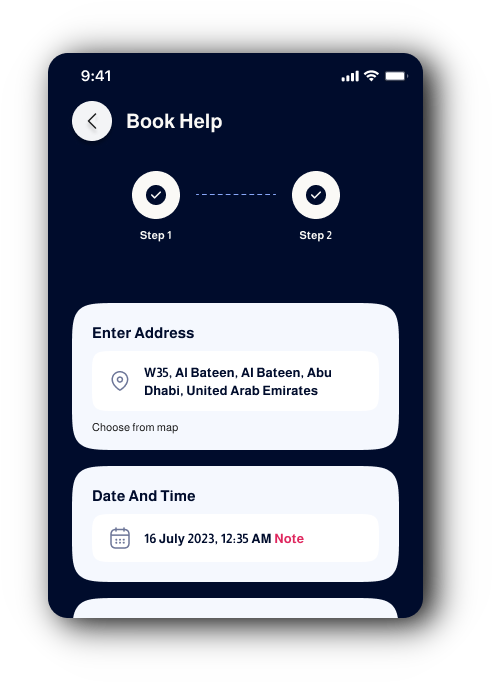 9:41
Book Help
Step 1
Step 2
Enter Address
W35, Al Bateen, Al Bateen, Abu
Dhabi, United Arab Emirates
Choose from map
Date And Time
16 July 2023, 12:35 AM Note